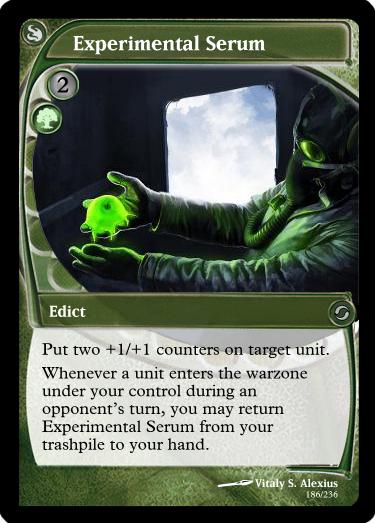 Experimental Serum
2
Edict
Put two +1/+1 counters on target unit.
Whenever a unit enters the warzone
under your control during an
opponent's turn, you may return
Experimental Serum from your
trashpile to your hand.
Vitaly S. Alexius
186/236